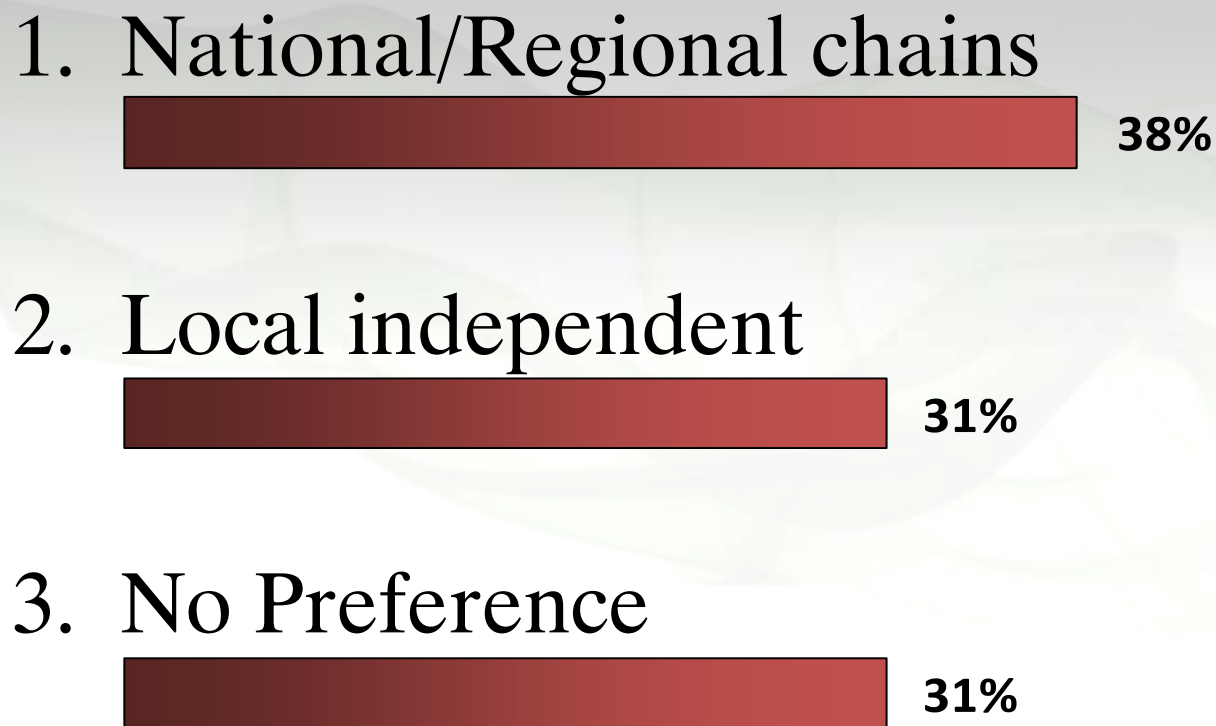 1. National/Regional chains
38%
2. Local independent
31%
3. No Preference
31%